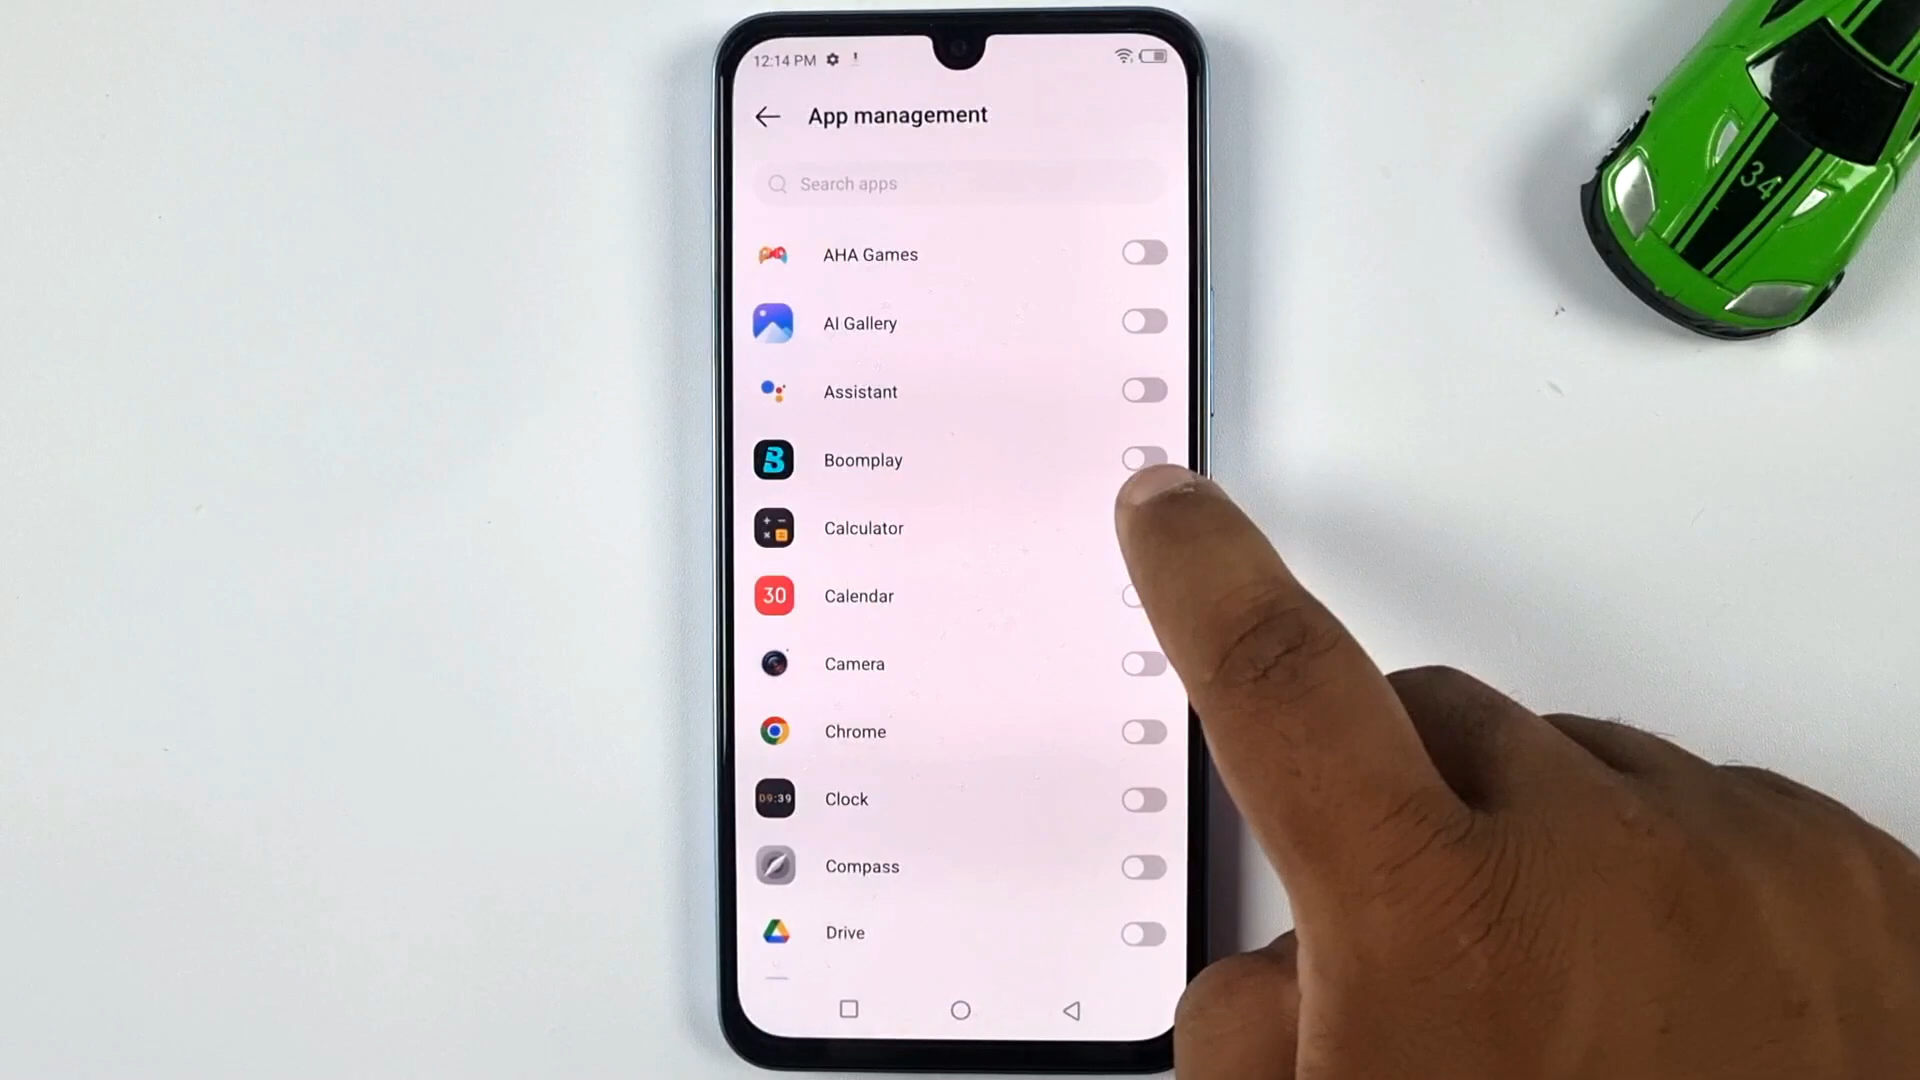 12:14 PM
App management
Search apps
AHA Games
AI Gallery
Assistant
B Boomplay
Calculator
30 Calendar
Camera
Chrome
09:39 Clock
Compass
Drive
34